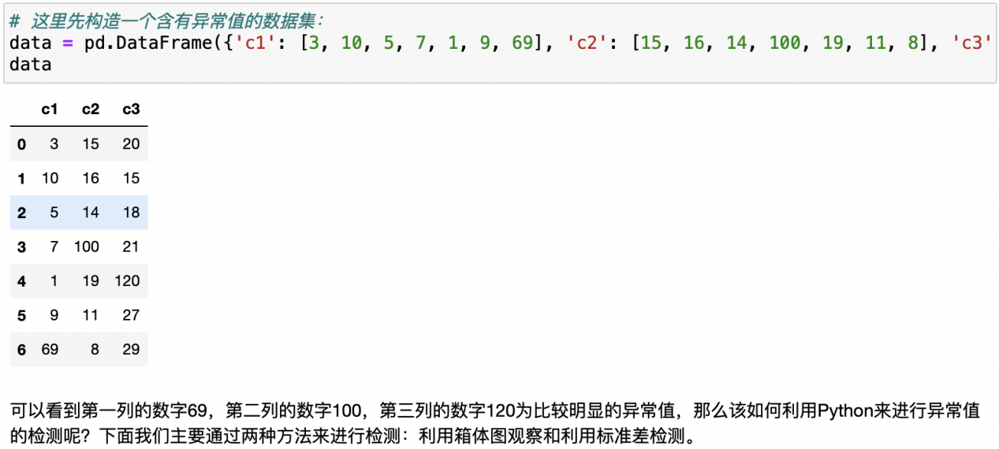 # 这里先构造一个含有异常值的数据集：
data = pd.DataFrame({'c1': [3, 10, 5, 7, 1, 9, 69], 'c2': [15, 16, 14, 100, 19, 11, 8], 'c3'
data
c1 c2 c3
0 3 15 20
1 10 16 15
2 5 14 18
3 7 100 21
4 1 19 120
5 9 11 27
6 69 8 29
可以看到第一列的数字69，第二列的数字100，第三列的数字120为比较明显的异常值，那么该如何利用Python来进行异常值
的检测呢？下面我们主要通过两种方法来进行检测：利用箱体图观察和利用标准差检测。